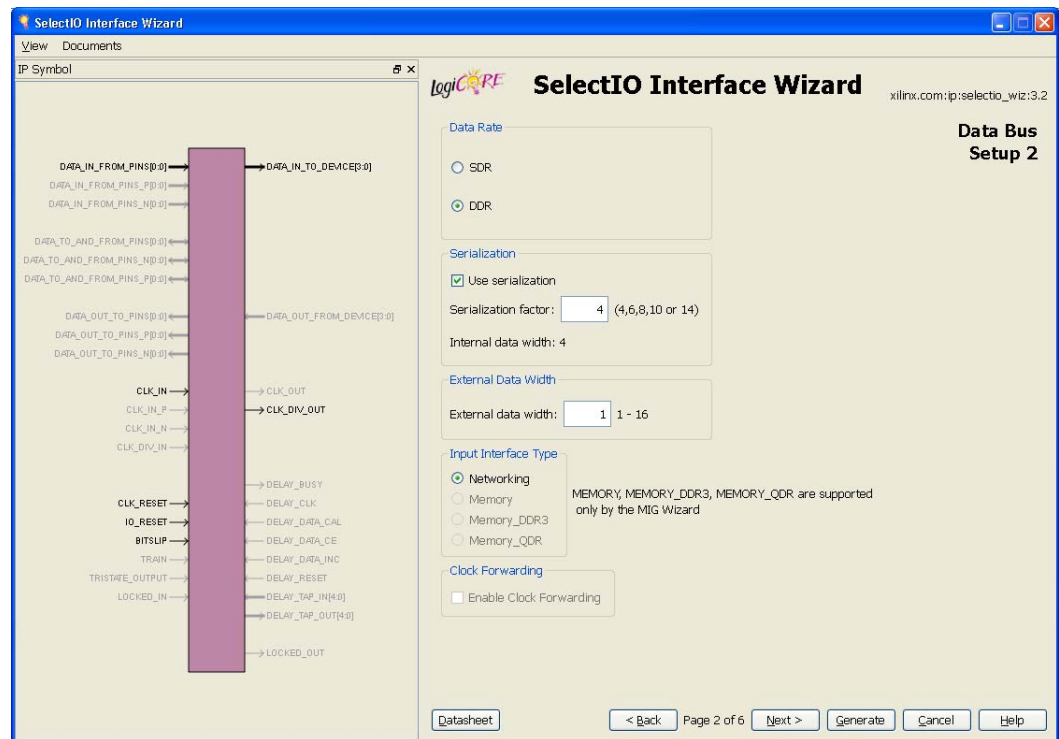 SelectIO Interface Wizard
View Documents
IP Symbol
DATA_IN_FROM_PINS[0:0]
DATA_IN_TO_DEVICE[3:0]
DATA_IN_FROM_PINS_P[0:0]
DATA_IN_FROM_PINS_N[0:0]
DATA_TO_AND_FROM_PINS[0:0]
DATA_TO_AND_FROM_PINS_N[0:0]
DATA_TO_AND_FROM_PINS_P[0:0]
DATA_OUT_TO_PINS[0:0]
DATA_OUT_FROM_DEVICE[0:0]
DATA_OUT_TO_PINS_P[0:0]
DATA_OUT_TO_PINS_N[0:0]
CLK_IN
CLK_OUT
CLK_IN_P
CLK_DIV_OUT
CLK_IN_N
CLK_DIV_IN
DELAY_BUSY
CLK_RESET
DELAY_CLK
IO_RESET
DELAY_DATA_CAL
BITSLIP
DELAY_DATA_CE
TRAIN
DELAY_DATA_INC
TRISTATE_OUTPUT
DELAY_RESET
LOCKED_IN
DELAY_TAP_IN[4:0]
DELAY_TAP_OUT[4:0]
LOCKED_OUT
logiCORE
SelectIO Interface Wizard
xilinx.com:ip:selectio_wiz:3.2
Data Bus
Setup 2
Data Rate
SDR
DDR
Serialization
Use serialization
Serialization factor: 4 (4,6,8,10 or 14)
Internal data width: 4
External Data Width
External data width: 1 1 - 16
Input Interface Type
Networking
Memory
Memory_DDR3
Memory_QDR
MEMORY, MEMORY_DDR3, MEMORY_QDR are supported
only by the MIG Wizard
Clock Forwarding
Enable Clock Forwarding
Datasheet
< Back Page 2 of 6 Next > Generate Cancel Help